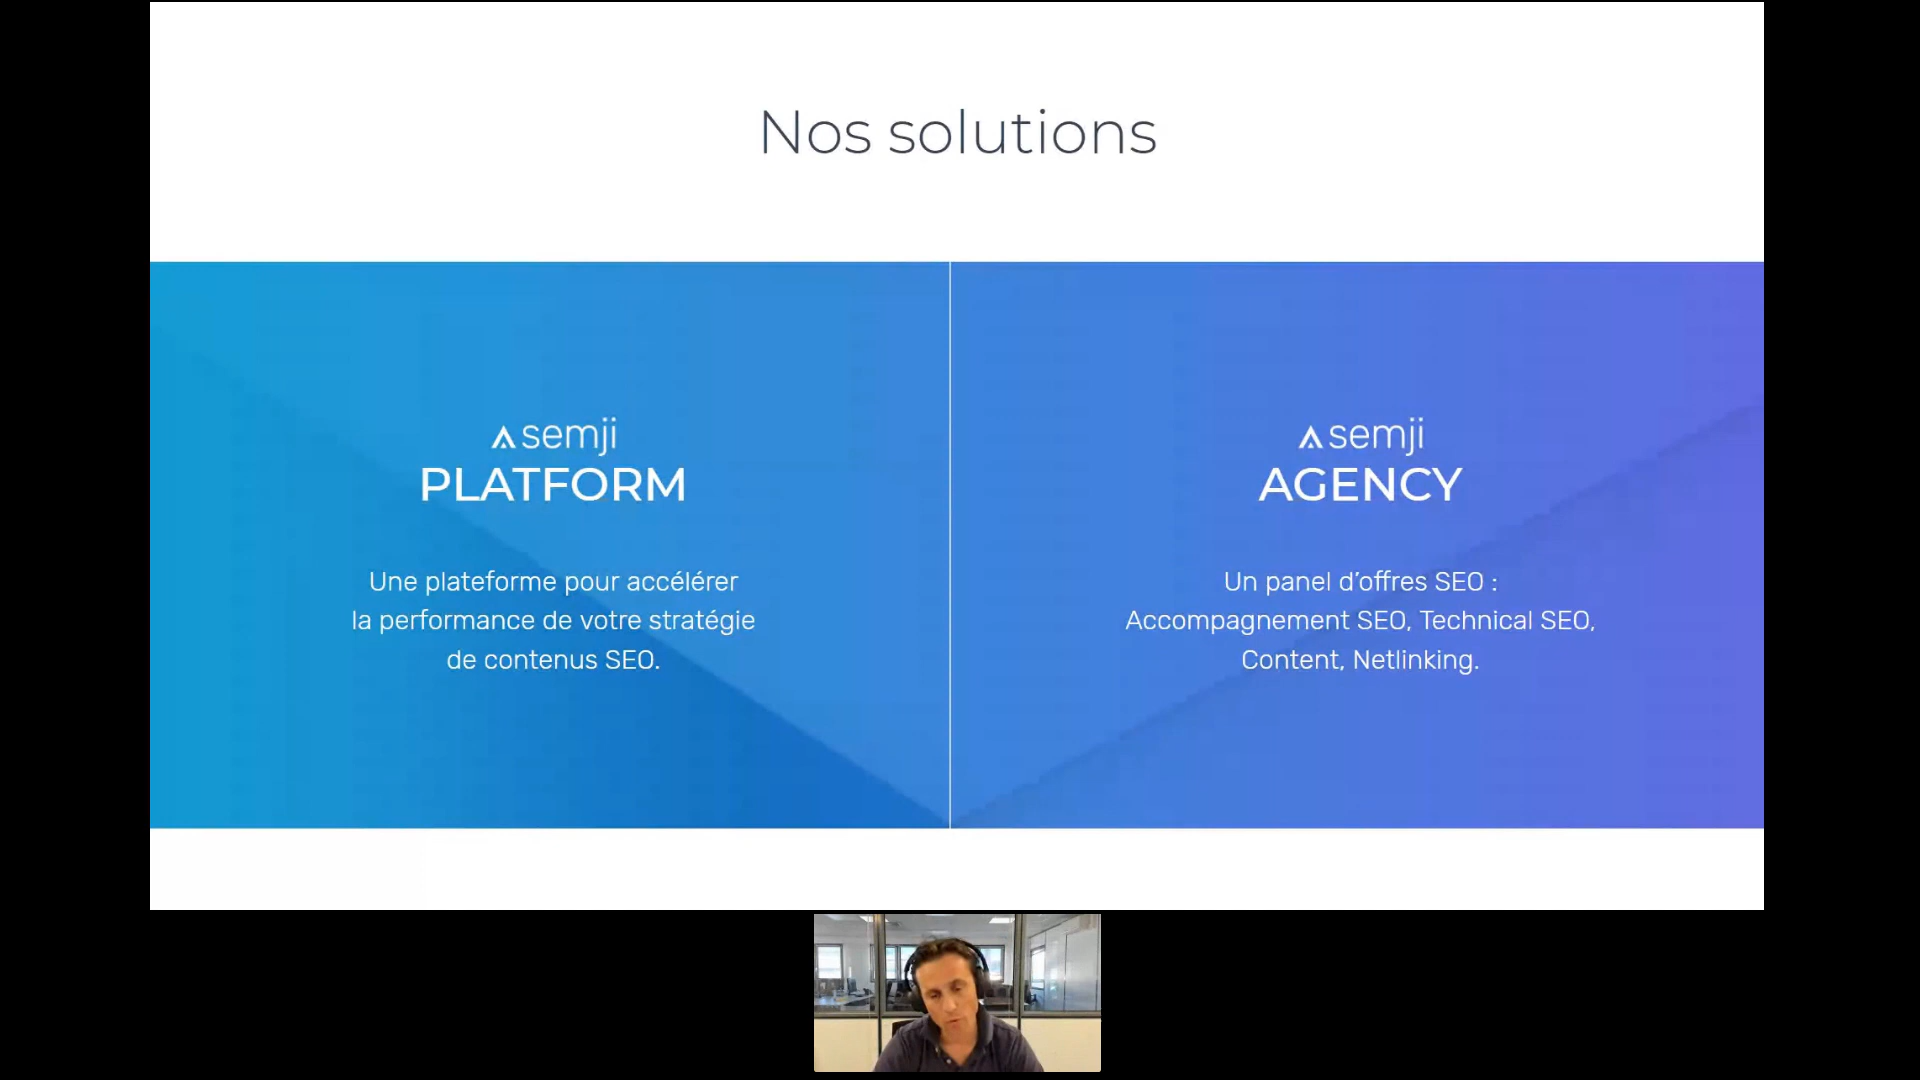 Nos solutions
semji
PLATFORM
Une plateforme pour accélérer
la performance de votre stratégie
de contenus SEO.
semji
AGENCY
Un panel d’offres SEO :
Accompagnement SEO, Technical SEO,
Content, Netlinking.